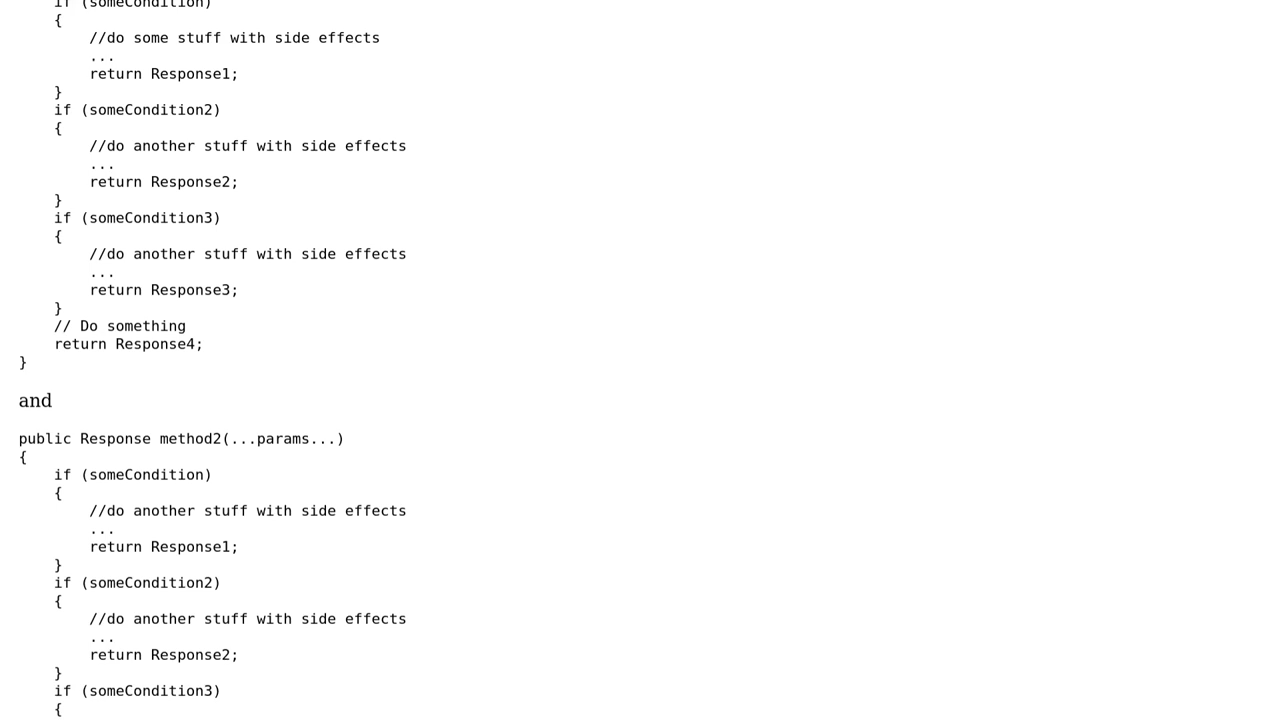 if (someCondition)
    {
        //do some stuff with side effects
        ...
        return Response1;
    }
    if (someCondition2)
    {
        //do another stuff with side effects
        ...
        return Response2;
    }
    if (someCondition3)
    {
        //do another stuff with side effects
        ...
        return Response3;
    }
    // Do something
    return Response4;
}
and
public Response method2(...params...)
{
    if (someCondition)
    {
        //do another stuff with side effects
        ...
        return Response1;
    }
    if (someCondition2)
    {
        //do another stuff with side effects
        ...
        return Response2;
    }
    if (someCondition3)
    {